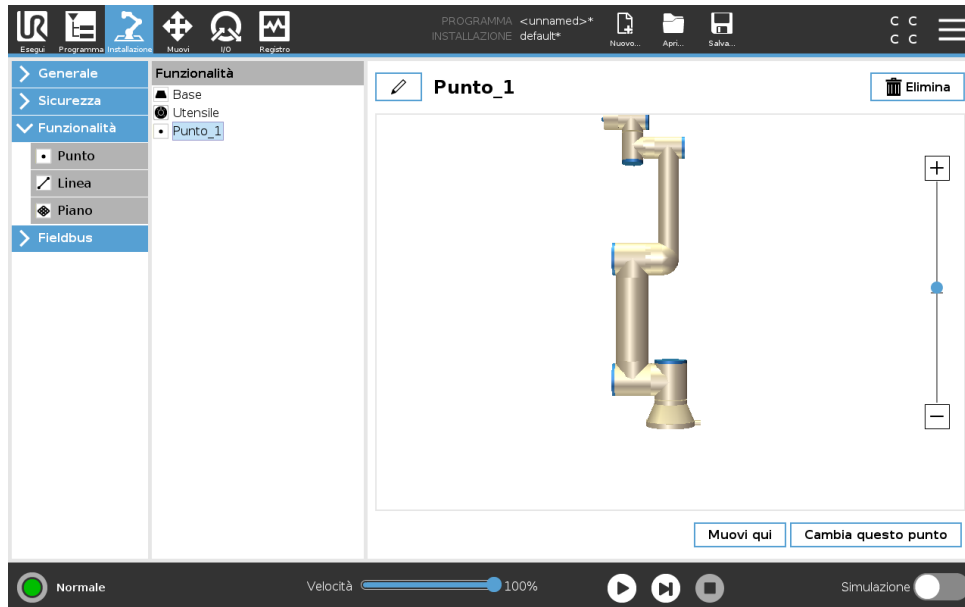 PROGRAMMA <unnamed>*
INSTALLAZIONE default*
UR
Esegui Programma Installazione Muovi I/O Registro Nuovo... Apri... Salva...
C C
C C
Generale
Sicurezza
Funzionalità
Punto
Linea
Piano
Fieldbus
Funzionalità
Base
Utensile
Punto_1
Punto_1
Elimina
Muovi qui
Cambia questo punto
Normale
Velocità 100%
Simulazione